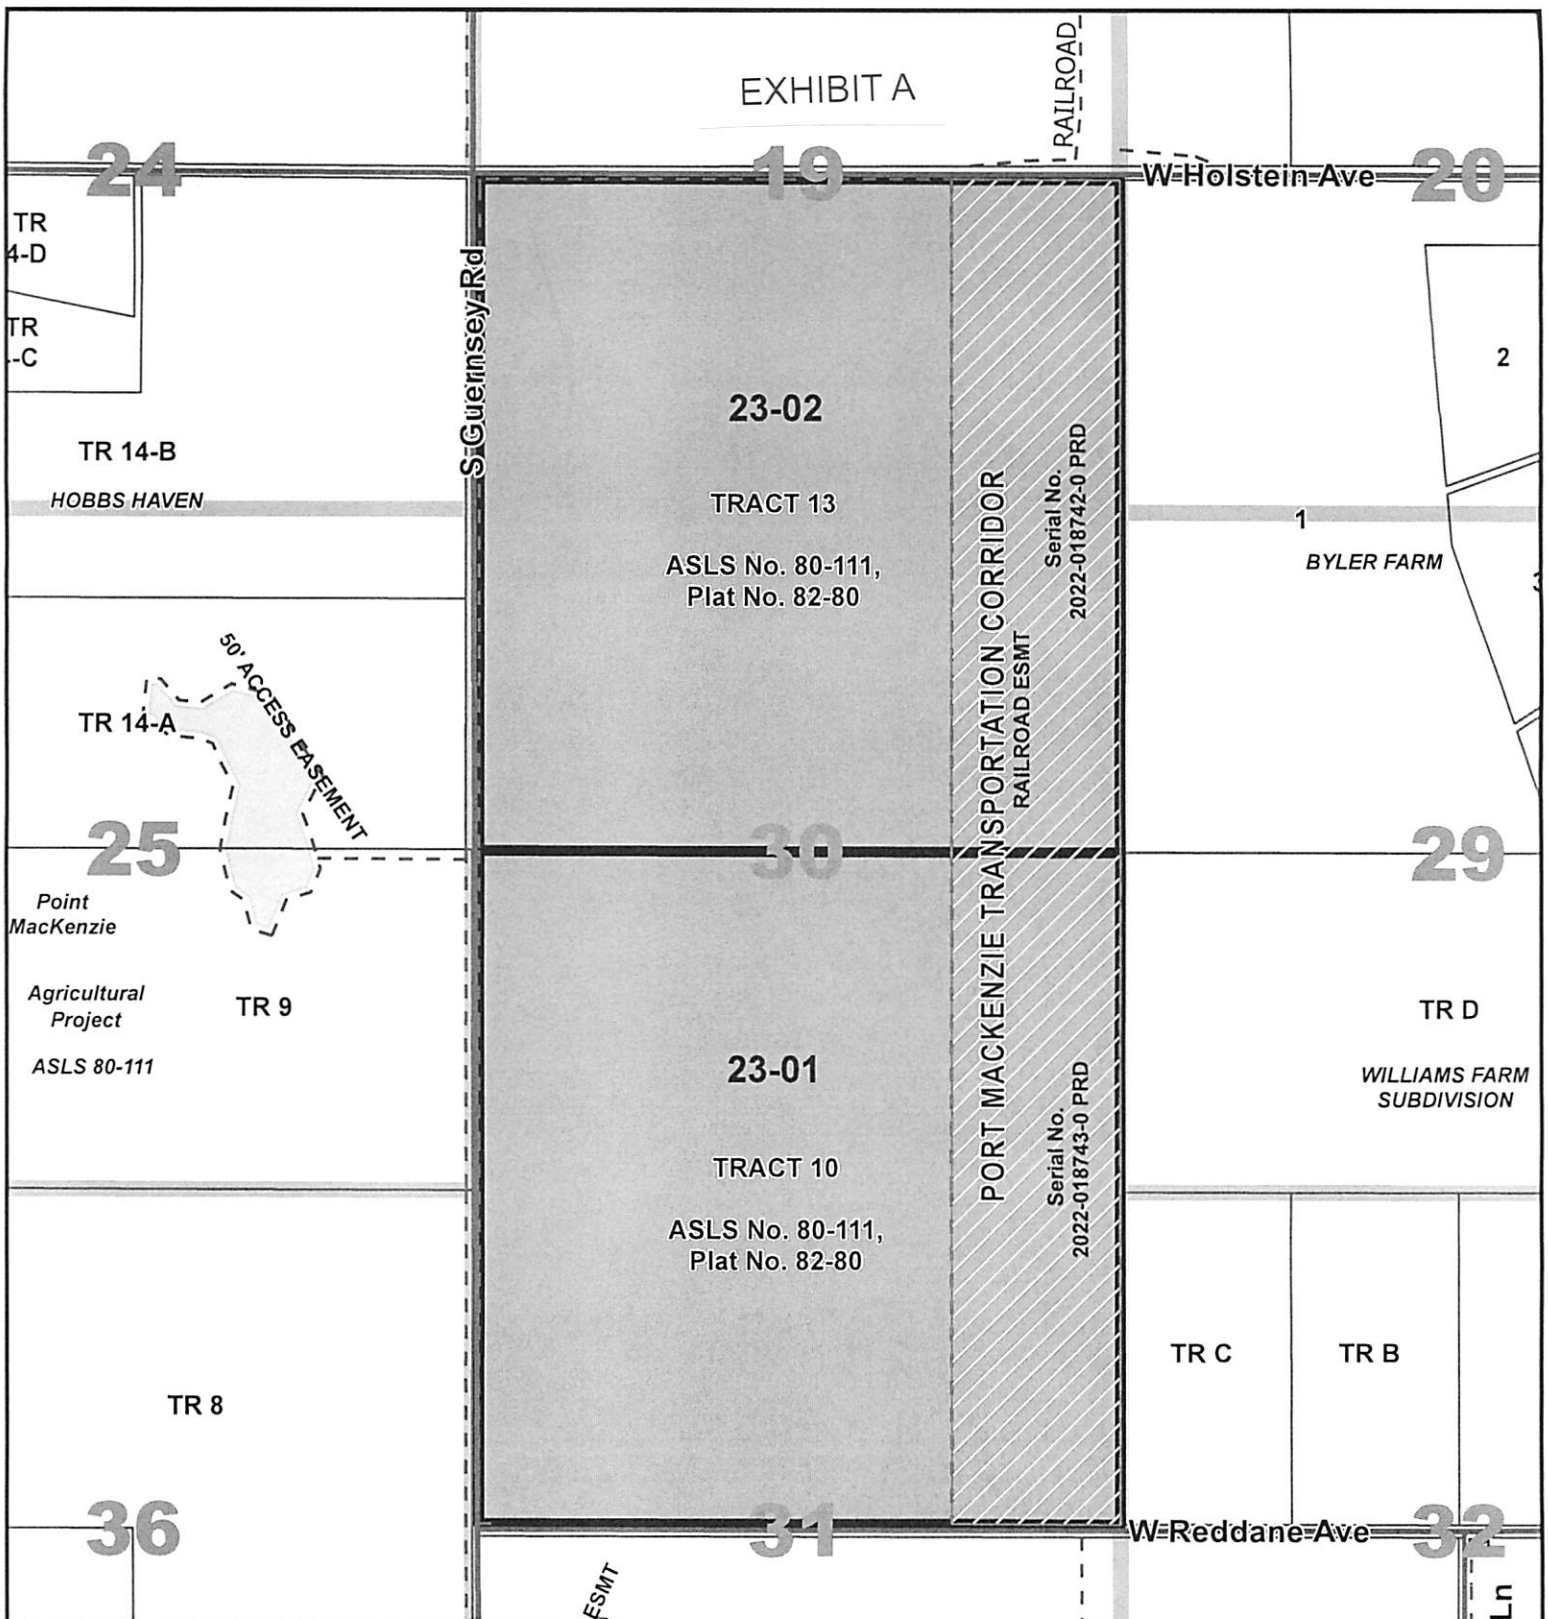 EXHIBIT A
RAILROAD
24
19
W Holstein Ave
20
TR
4-D
TR
-C
S Guernsey Rd
2
23-02
TR 14-B
HOBBS HAVEN
TRACT 13
ASLS No. 80-111,
Plat No. 82-80
PORT MACKENZIE TRANSPORTATION CORRIDOR
RAILROAD ESMT
Serial No.
2022-018742-0 PRD
1
BYLER FARM
3
50' ACCESS EASEMENT
TR 14-A
25
30
29
Point
MacKenzie
Agricultural
Project
ASLS 80-111
TR 9
TR D
WILLIAMS FARM
SUBDIVISION
23-01
TRACT 10
ASLS No. 80-111,
Plat No. 82-80
Serial No.
2022-018743-0 PRD
TR C
TR B
TR 8
36
31
W Reddane Ave
32
ESMT
Ln